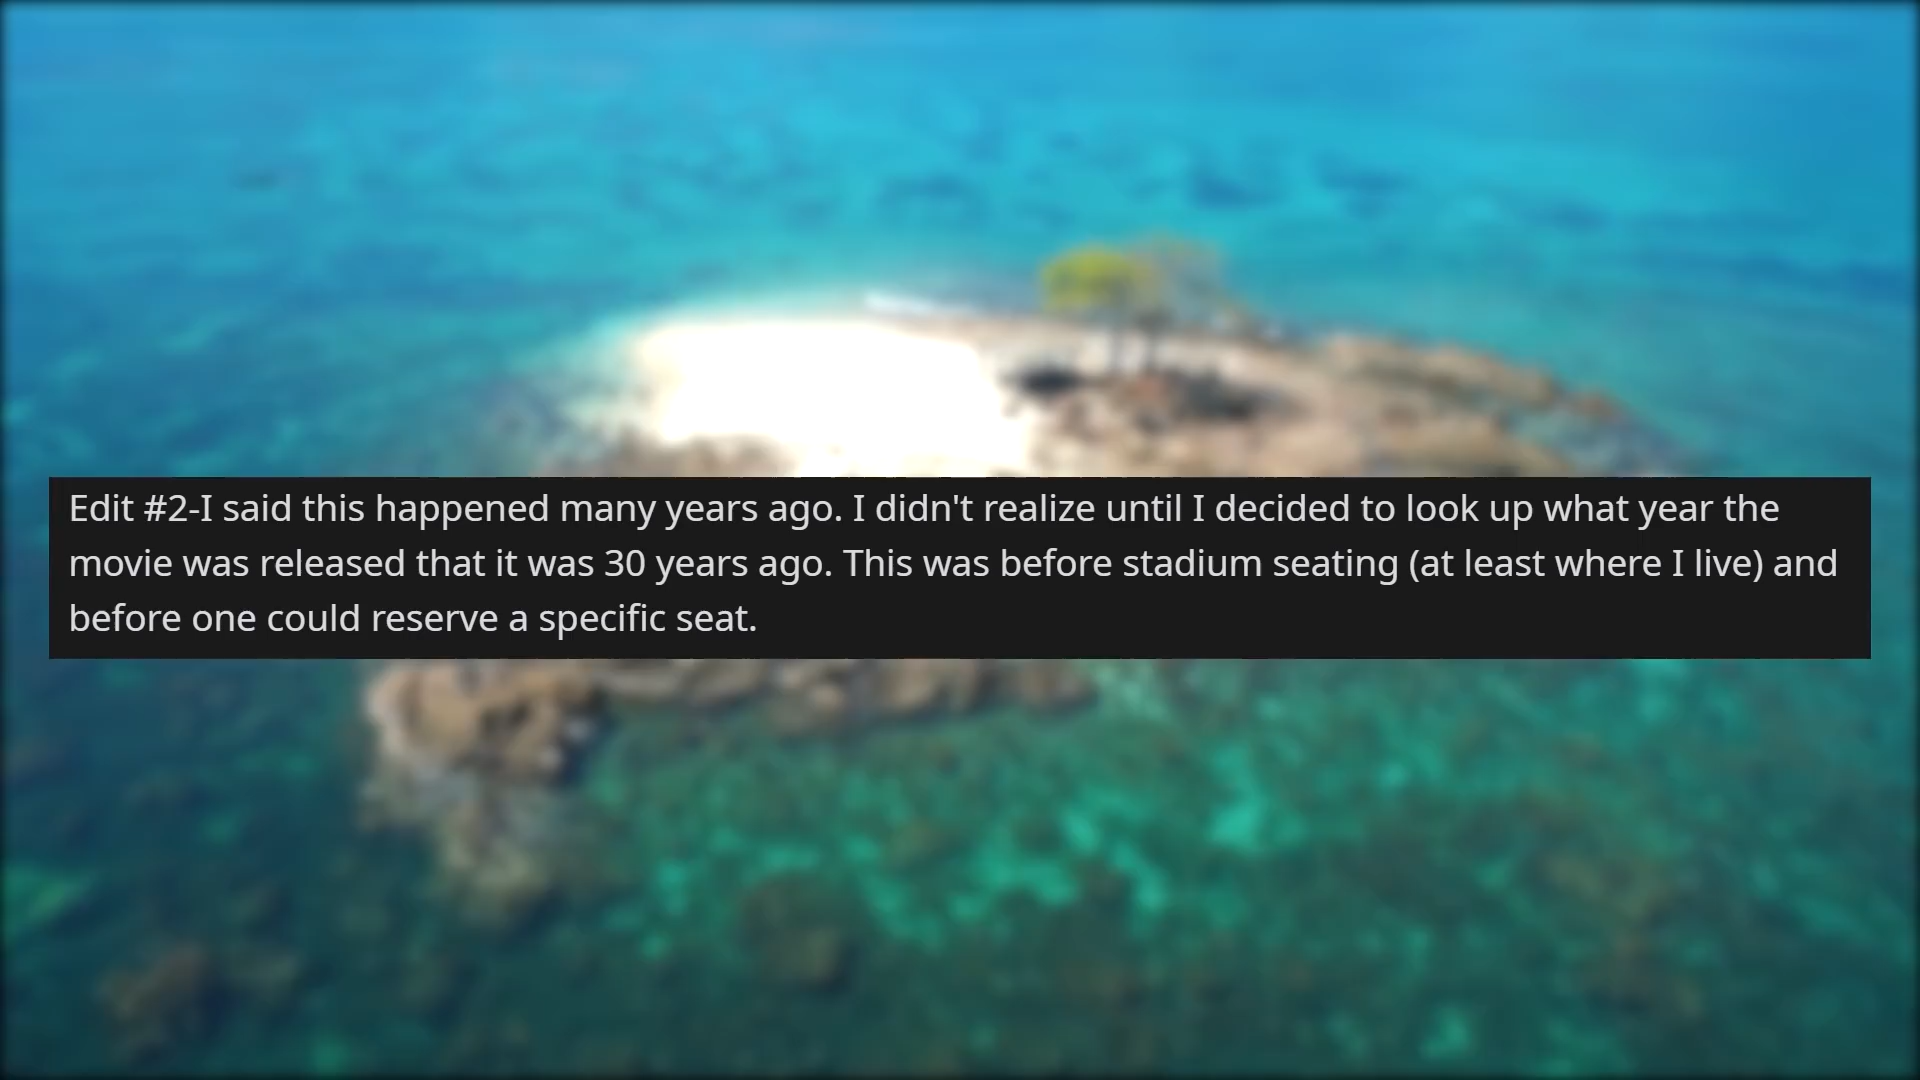 Edit #2-I said this happened many years ago. I didn't realize until I decided to look up what year the
movie was released that it was 30 years ago. This was before stadium seating (at least where I live) and
before one could reserve a specific seat.